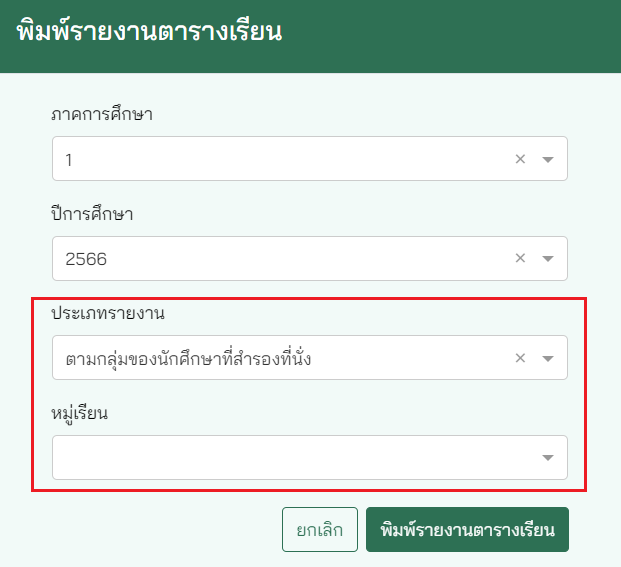 พิมพ์รายงานตารางเรียน
ภาคการศึกษา
1
ปีการศึกษา
2566
ประเภทรายงาน
ตามกลุ่มของนักศึกษาที่สำรองที่นั่ง
หมู่เรียน
ยกเลิก พิมพ์รายงานตารางเรียน